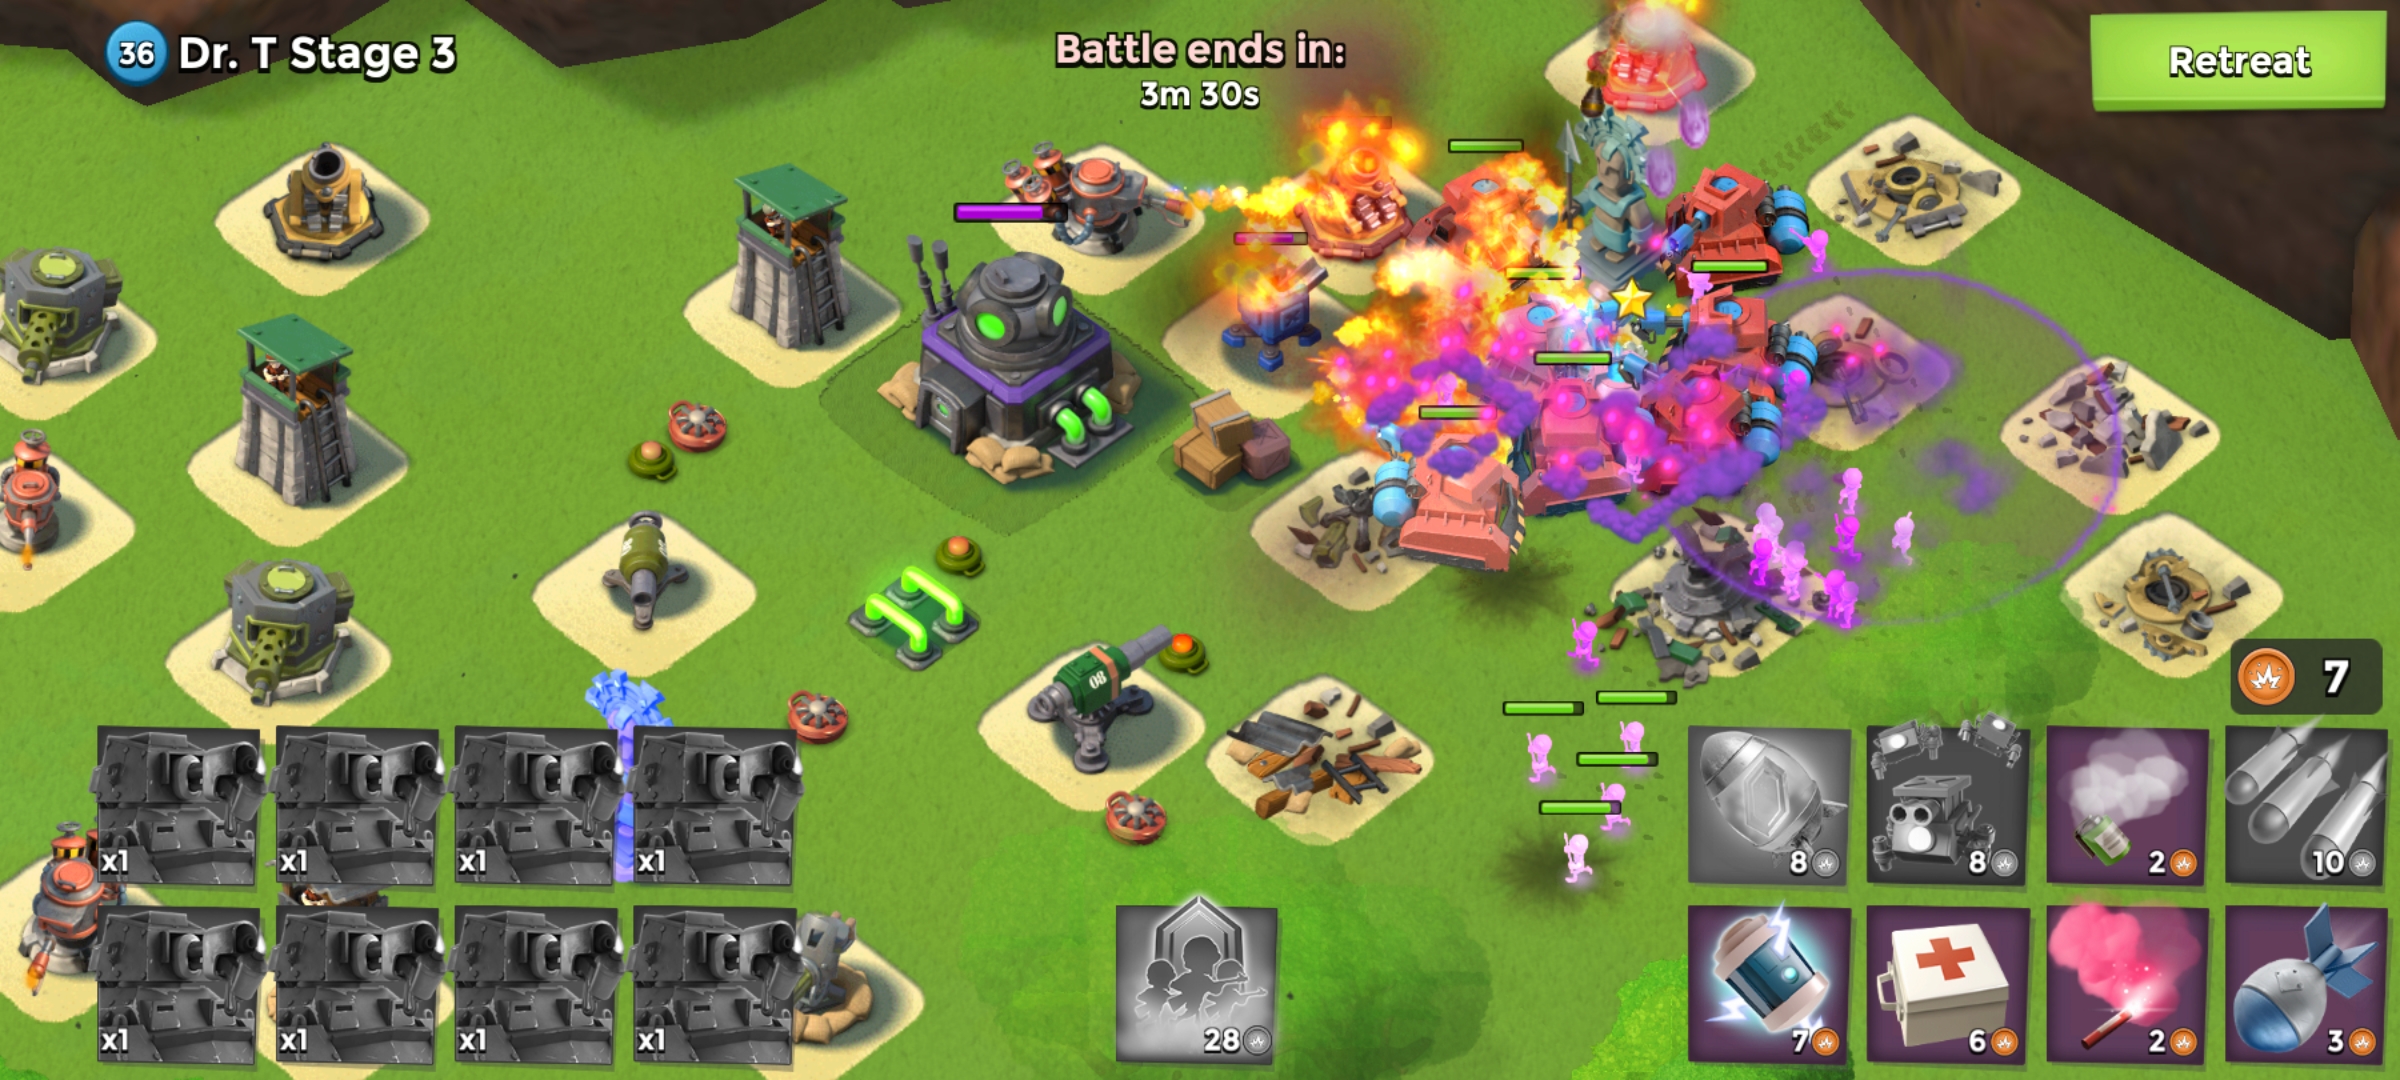 36 Dr. T Stage 3
Battle ends in:
3m 30s
Retreat
08
7
x1 x1 x1 x1
8 8 2 10
x1 x1 x1 x1
28
7 6 2 3